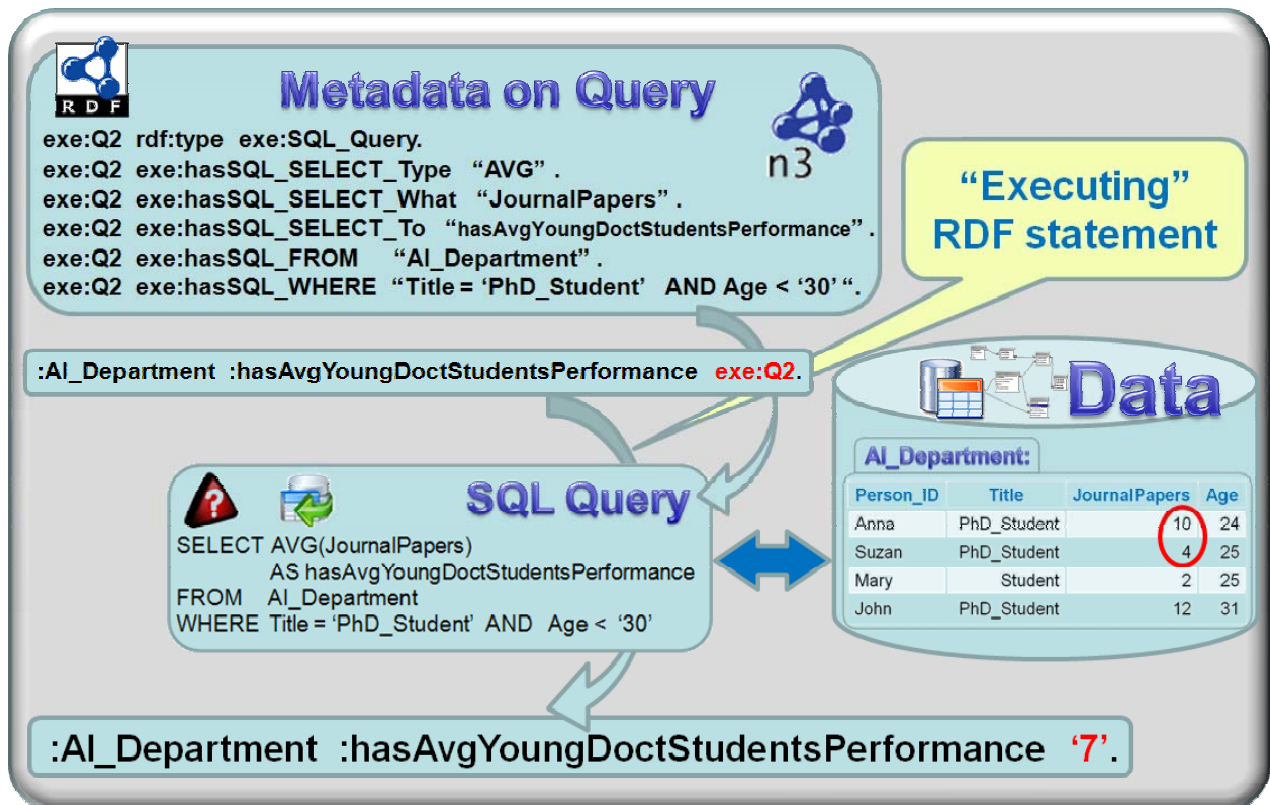 RDF
Metadata on Query
n3
exe:Q2 rdf:type exe:SQL_Query.
exe:Q2 exe:hasSQL_SELECT_Type “AVG” .
exe:Q2 exe:hasSQL_SELECT_What “JournalPapers” .
exe:Q2 exe:hasSQL_SELECT_To “hasAvgYoungDoctStudentsPerformance” .
exe:Q2 exe:hasSQL_FROM “AI_Department” .
exe:Q2 exe:hasSQL_WHERE “Title = ‘PhD_Student’ AND Age < ‘30’ “.
“Executing”
RDF statement
:AI_Department :hasAvgYoungDoctStudentsPerformance exe:Q2.
Data
AI_Department:
Person_ID Title JournalPapers Age
Anna PhD_Student 10 24
Suzan PhD_Student 4 25
Mary Student 2 25
John PhD_Student 12 31
?
SQL Query
SELECT AVG(JournalPapers)
AS hasAvgYoungDoctStudentsPerformance
FROM AI_Department
WHERE Title = ‘PhD_Student’ AND Age < ‘30’
:AI_Department :hasAvgYoungDoctStudentsPerformance ‘7’.